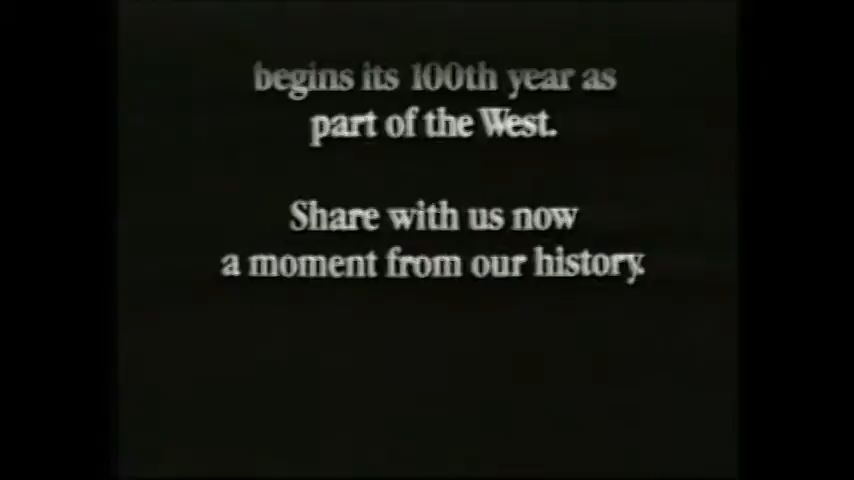 begins its 100th year as
part of the West.
Share with us now
a moment from our history.